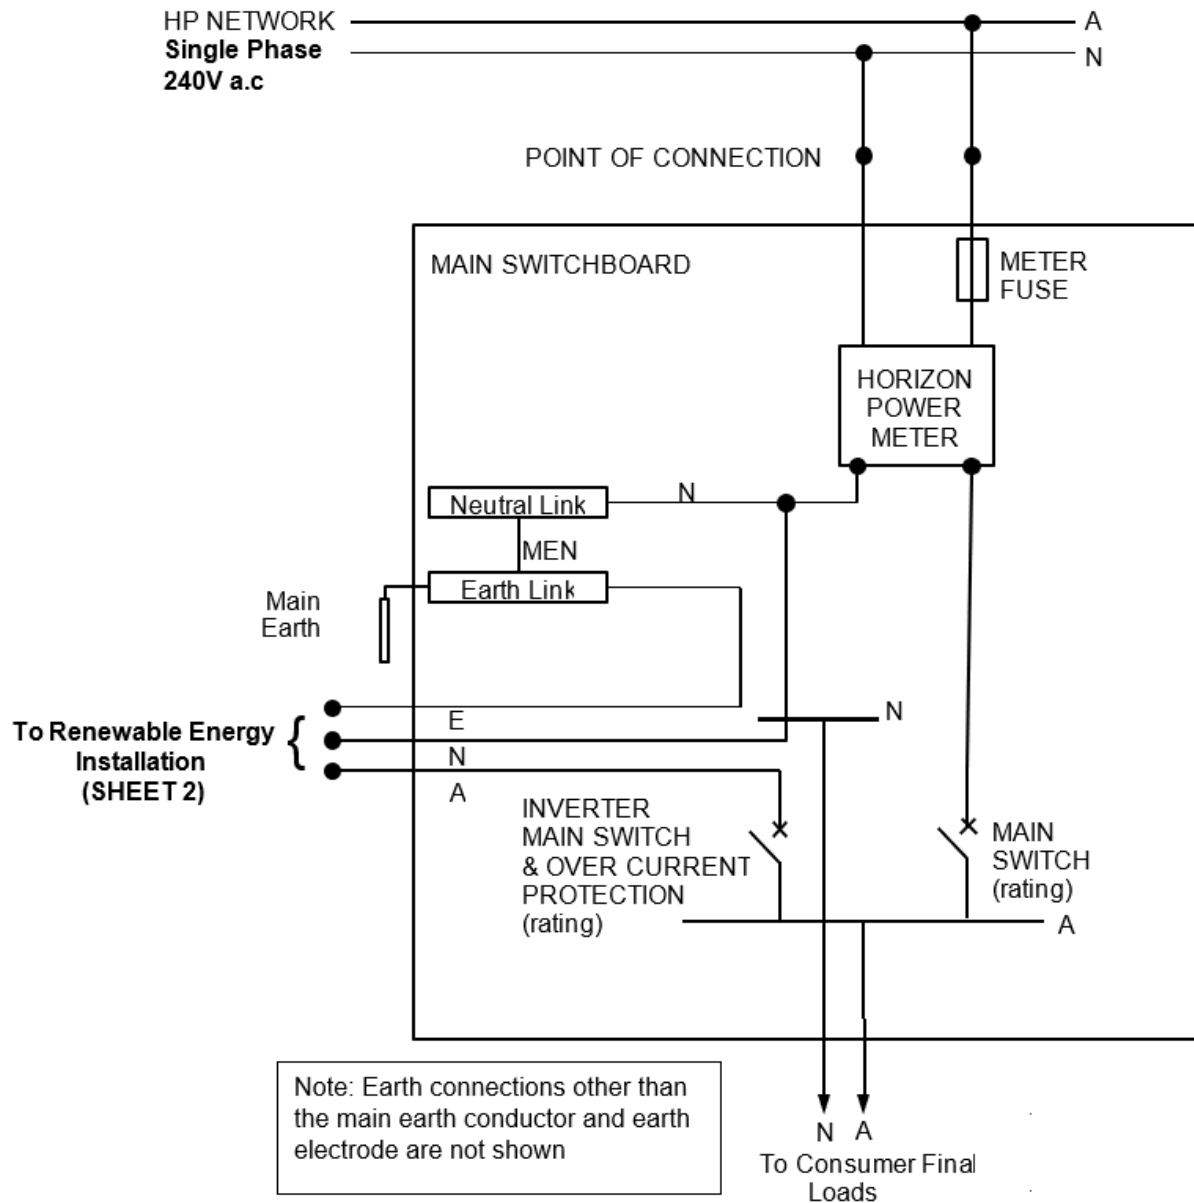 HP NETWORK
A
Single Phase
N
240V a.c
POINT OF CONNECTION
MAIN SWITCHBOARD
METER
FUSE
HORIZON
POWER
METER
Neutral Link
N
MEN
Earth Link
Main
Earth
To Renewable Energy
Installation
(SHEET 2)
{
E
N
A
N
INVERTER
MAIN SWITCH
& OVER CURRENT
PROTECTION
(rating)
MAIN
SWITCH
(rating)
A
Note: Earth connections other than
the main earth conductor and earth
electrode are not shown
N A
To Consumer Final
Loads